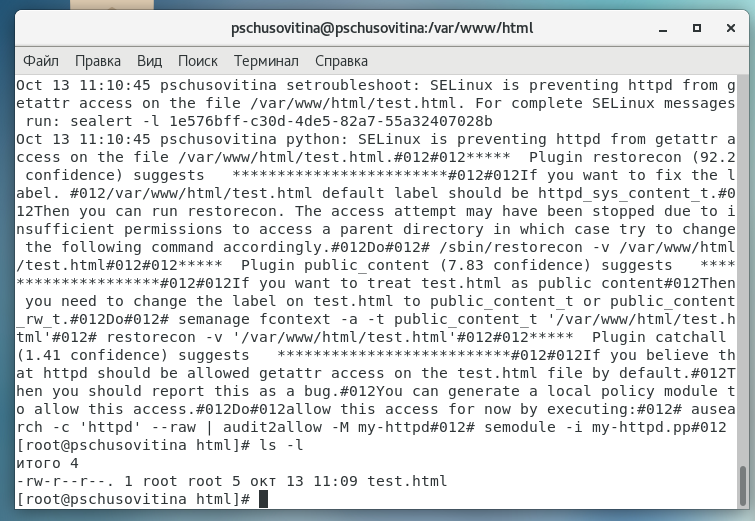 pschusovitina@pschusovitina:/var/www/html
Файл Правка Вид Поиск Терминал Справка
Oct 13 11:10:45 pschusovitina setroubleshoot: SELinux is preventing httpd from g
etattr access on the file /var/www/html/test.html. For complete SELinux messages
 run: sealert -l 1e576bff-c30d-4de5-82a7-55a32407028b
Oct 13 11:10:45 pschusovitina python: SELinux is preventing httpd from getattr a
ccess on the file /var/www/html/test.html.#012#012*****  Plugin restorecon (92.2
 confidence) suggests   ************************#012#012If you want to fix the l
abel. #012/var/www/html/test.html default label should be httpd_sys_content_t.#0
12Then you can run restorecon. The access attempt may have been stopped due to i
nsufficient permissions to access a parent directory in which case try to change
 the following command accordingly.#012Do#012# /sbin/restorecon -v /var/www/html
/test.html#012#012*****  Plugin public_content (7.83 confidence) suggests   ****
****************#012#012If you want to treat test.html as public content#012Then
 you need to change the label on test.html to public_content_t or public_content
_rw_t.#012Do#012# semanage fcontext -a -t public_content_t '/var/www/html/test.h
tml'#012# restorecon -v '/var/www/html/test.html'#012#012*****  Plugin catchall 
(1.41 confidence) suggests   **************************#012#012If you believe th
at httpd should be allowed getattr access on the test.html file by default.#012T
hen you should report this as a bug.#012You can generate a local policy module t
o allow this access.#012Do#012allow this access for now by executing:#012# ausea
rch -c 'httpd' --raw | audit2allow -M my-httpd#012# semodule -i my-httpd.pp#012
[root@pschusovitina html]# ls -l
итого 4
-rw-r--r--. 1 root root 5 окт 13 11:09 test.html
[root@pschusovitina html]#